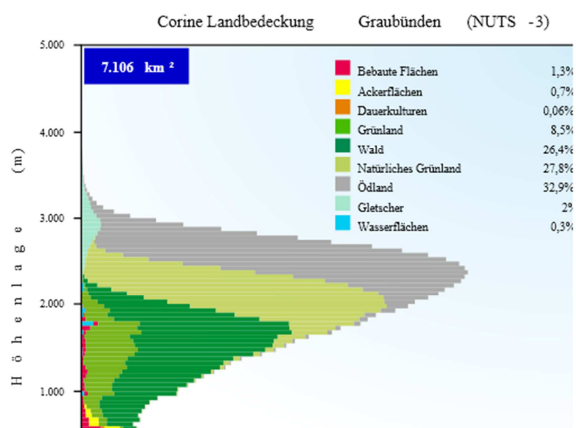 Corine Landbedeckung Graubünden (NUTS -3)
5.000
7.106 km ²
Bebaute Flächen 1,3%
Ackerflächen 0,7%
Dauerkulturen 0,06%
Grünland 8,5%
Wald 26,4%
Natürliches Grünland 27,8%
Ödland 32,9%
Gletscher 2%
Wasserflächen 0,3%
4.000
3.000
2.000
1.000
Höhenlage (m)